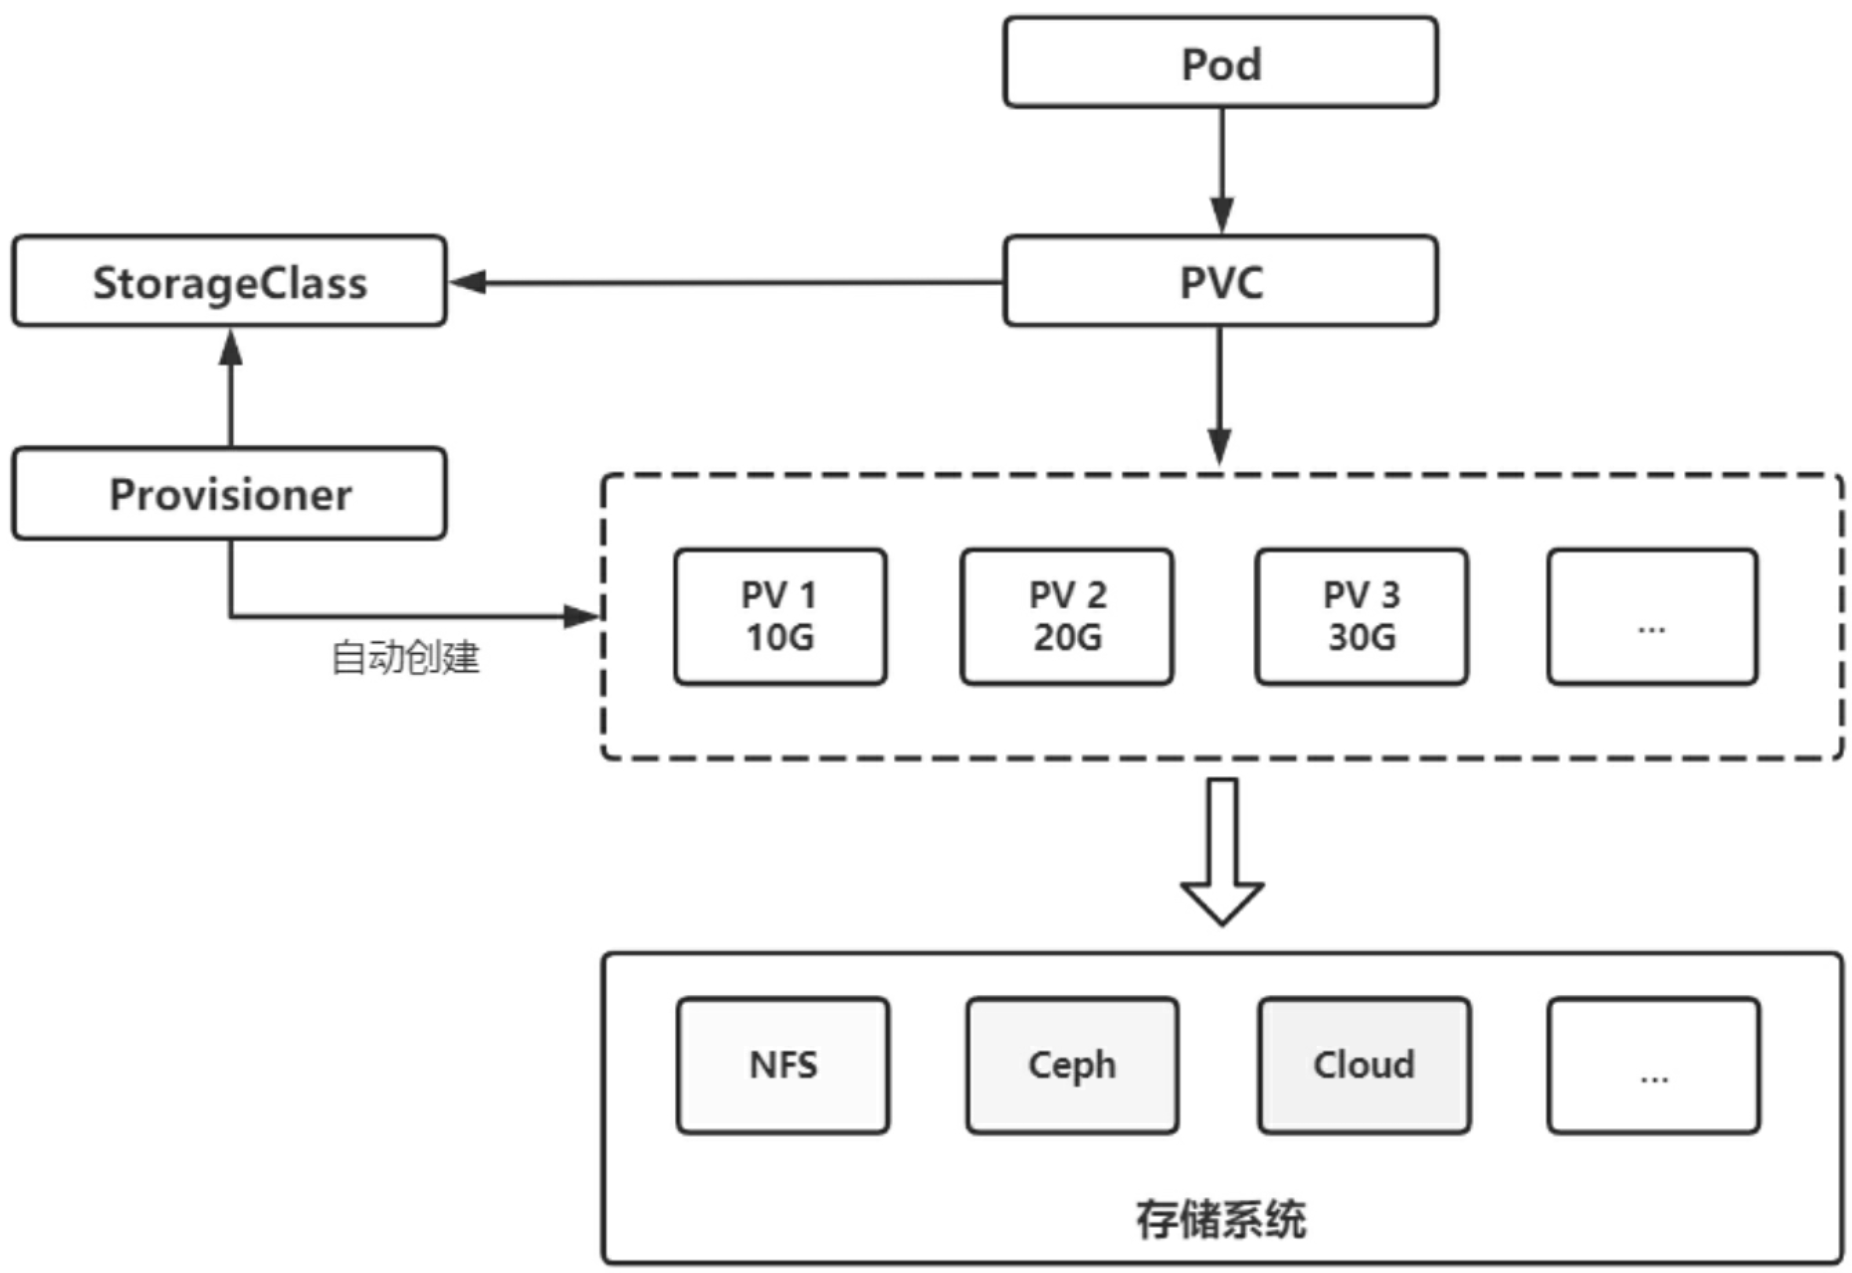 Pod
StorageClass
PVC
Provisioner
自动创建
PV 1
10G
PV 2
20G
PV 3
30G
...
NFS
Ceph
Cloud
...
存储系统